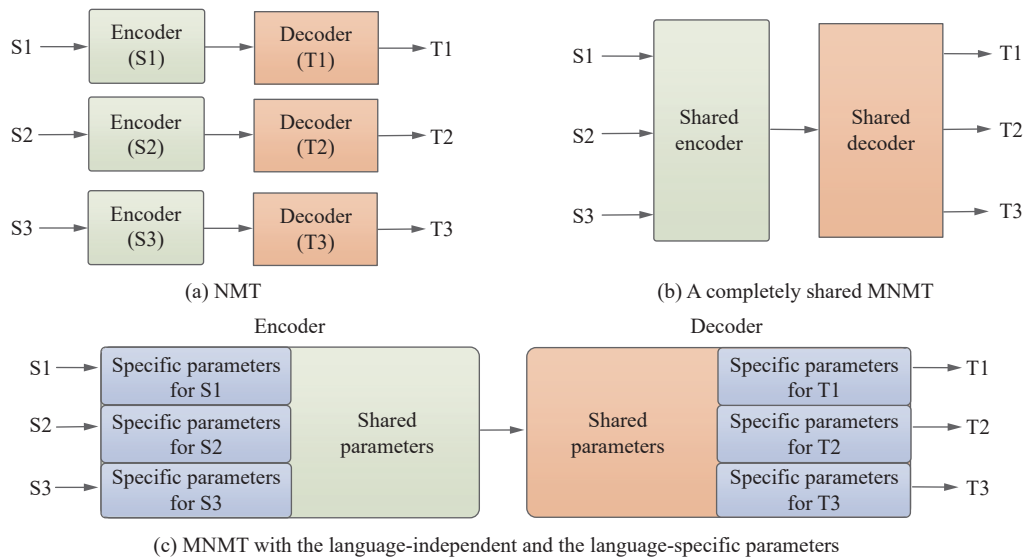 S1
Encoder
(S1)
Decoder
(T1)
T1
S2
Encoder
(S2)
Decoder
(T2)
T2
S3
Encoder
(S3)
Decoder
(T3)
T3
(a) NMT
S1
S2
S3
Shared
encoder
Shared
decoder
T1
T2
T3
(b) A completely shared MNMT
Encoder
Decoder
S1
Specific parameters
for S1
S2
Specific parameters
for S2
S3
Specific parameters
for S3
Shared
parameters
Shared
parameters
Specific parameters
for T1
T1
Specific parameters
for T2
T2
Specific parameters
for T3
T3
(c) MNMT with the language-independent and the language-specific parameters